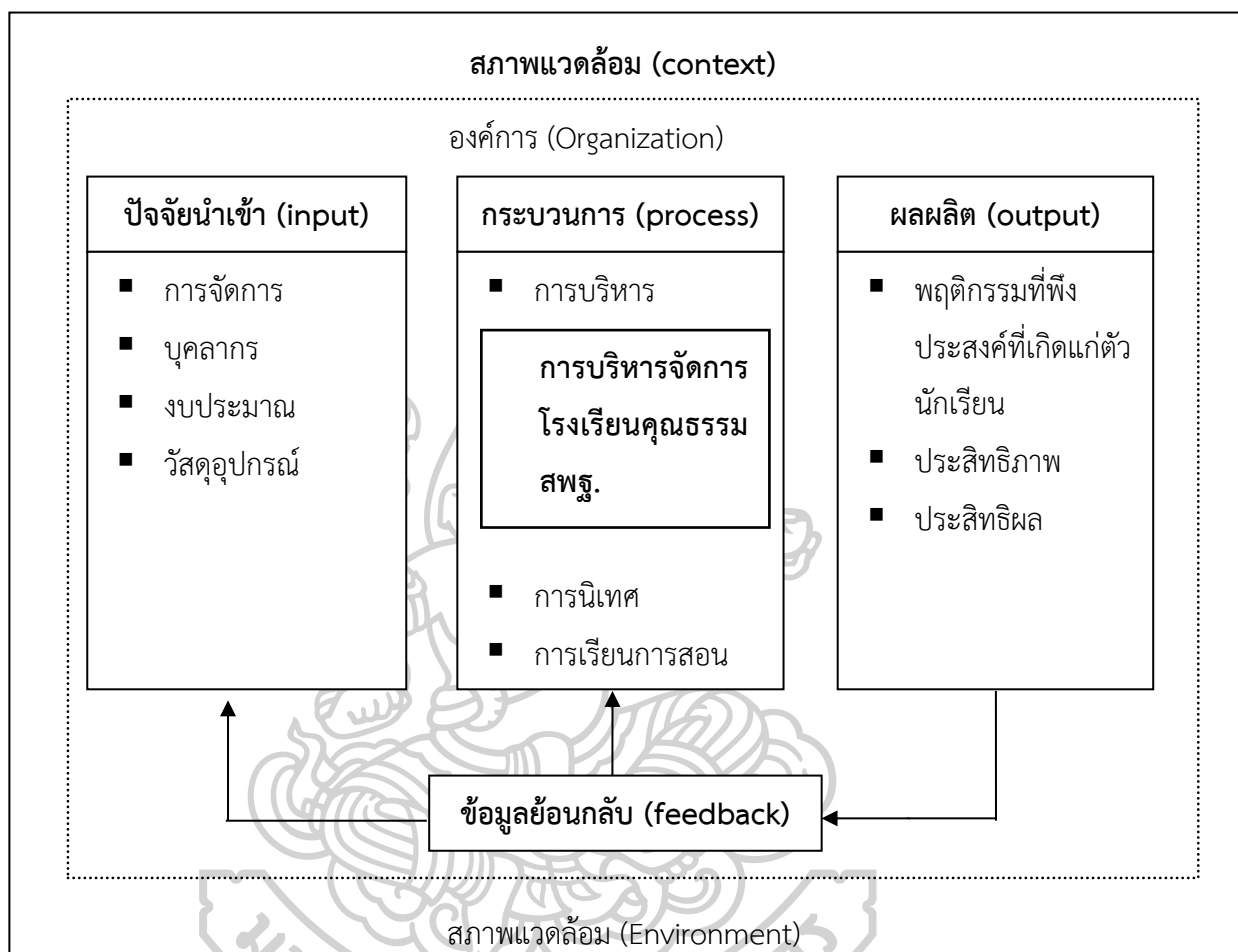 สภาพแวดล้อม (context)
องค์การ (Organization)
ปัจจัยนำเข้า (input)
การจัดการ
บุคลากร
งบประมาณ
วัสดุอุปกรณ์
กระบวนการ (process)
การบริหาร
การบริหารจัดการ
โรงเรียนคุณธรรม
สพฐ.
การนิเทศ
การเรียนการสอน
ผลผลิต (output)
พฤติกรรมที่พึง
ประสงค์ที่เกิดแก่ตัว
นักเรียน
ประสิทธิภาพ
ประสิทธิผล
ข้อมูลย้อนกลับ (feedback)
สภาพแวดล้อม (Environment)